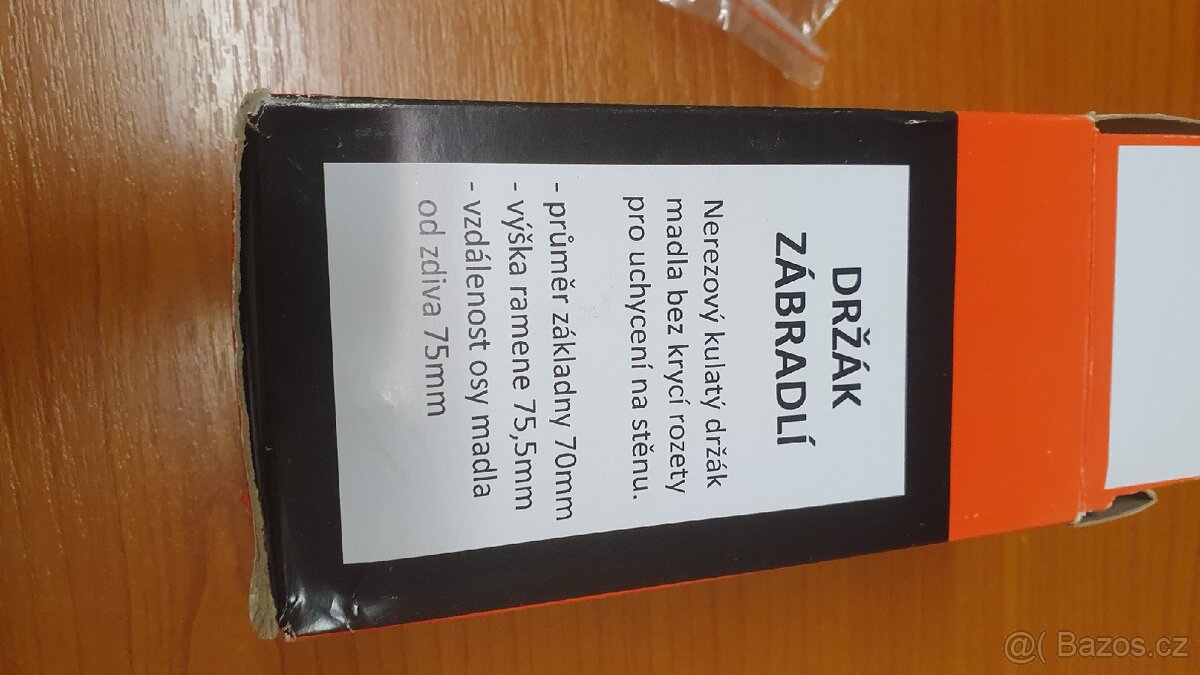 DRŽÁK
ZÁBRADLÍ
Nerezový kulatý držák
madla bez krycí rozety
pro uchycení na stěnu.
- průměr základny 70mm
- výška ramene 75,5mm
- vzdálenost osy madla
od zdiva 75mm
@( Bazos.cz